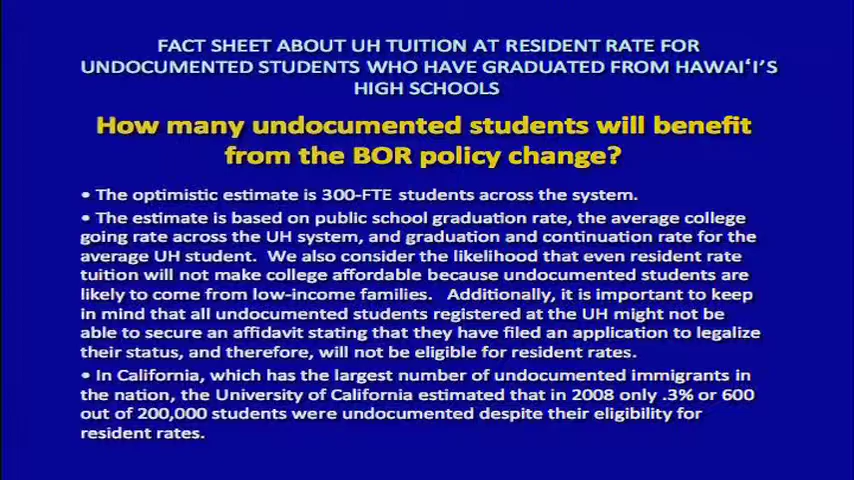 FACT SHEET ABOUT UH TUITION AT RESIDENT RATE FOR
UNDOCUMENTED STUDENTS WHO HAVE GRADUATED FROM HAWAIʻI'S
HIGH SCHOOLS
How many undocumented students will benefit
from the BOR policy change?
• The optimistic estimate is 300-FTE students across the system.
• The estimate is based on public school graduation rate, the average college
going rate across the UH system, and graduation and continuation rate for the
average UH student.  We also consider the likelihood that even resident rate
tuition will not make college affordable because undocumented students are
likely to come from low-income families.   Additionally, it is important to keep
in mind that all undocumented students registered at the UH might not be
able to secure an affidavit stating that they have filed an application to legalize
their status, and therefore, will not be eligible for resident rates.
• In California, which has the largest number of undocumented immigrants in
the nation, the University of California estimated that in 2008 only .3% or 600
out of 200,000 students were undocumented despite their eligibility for
resident rates.